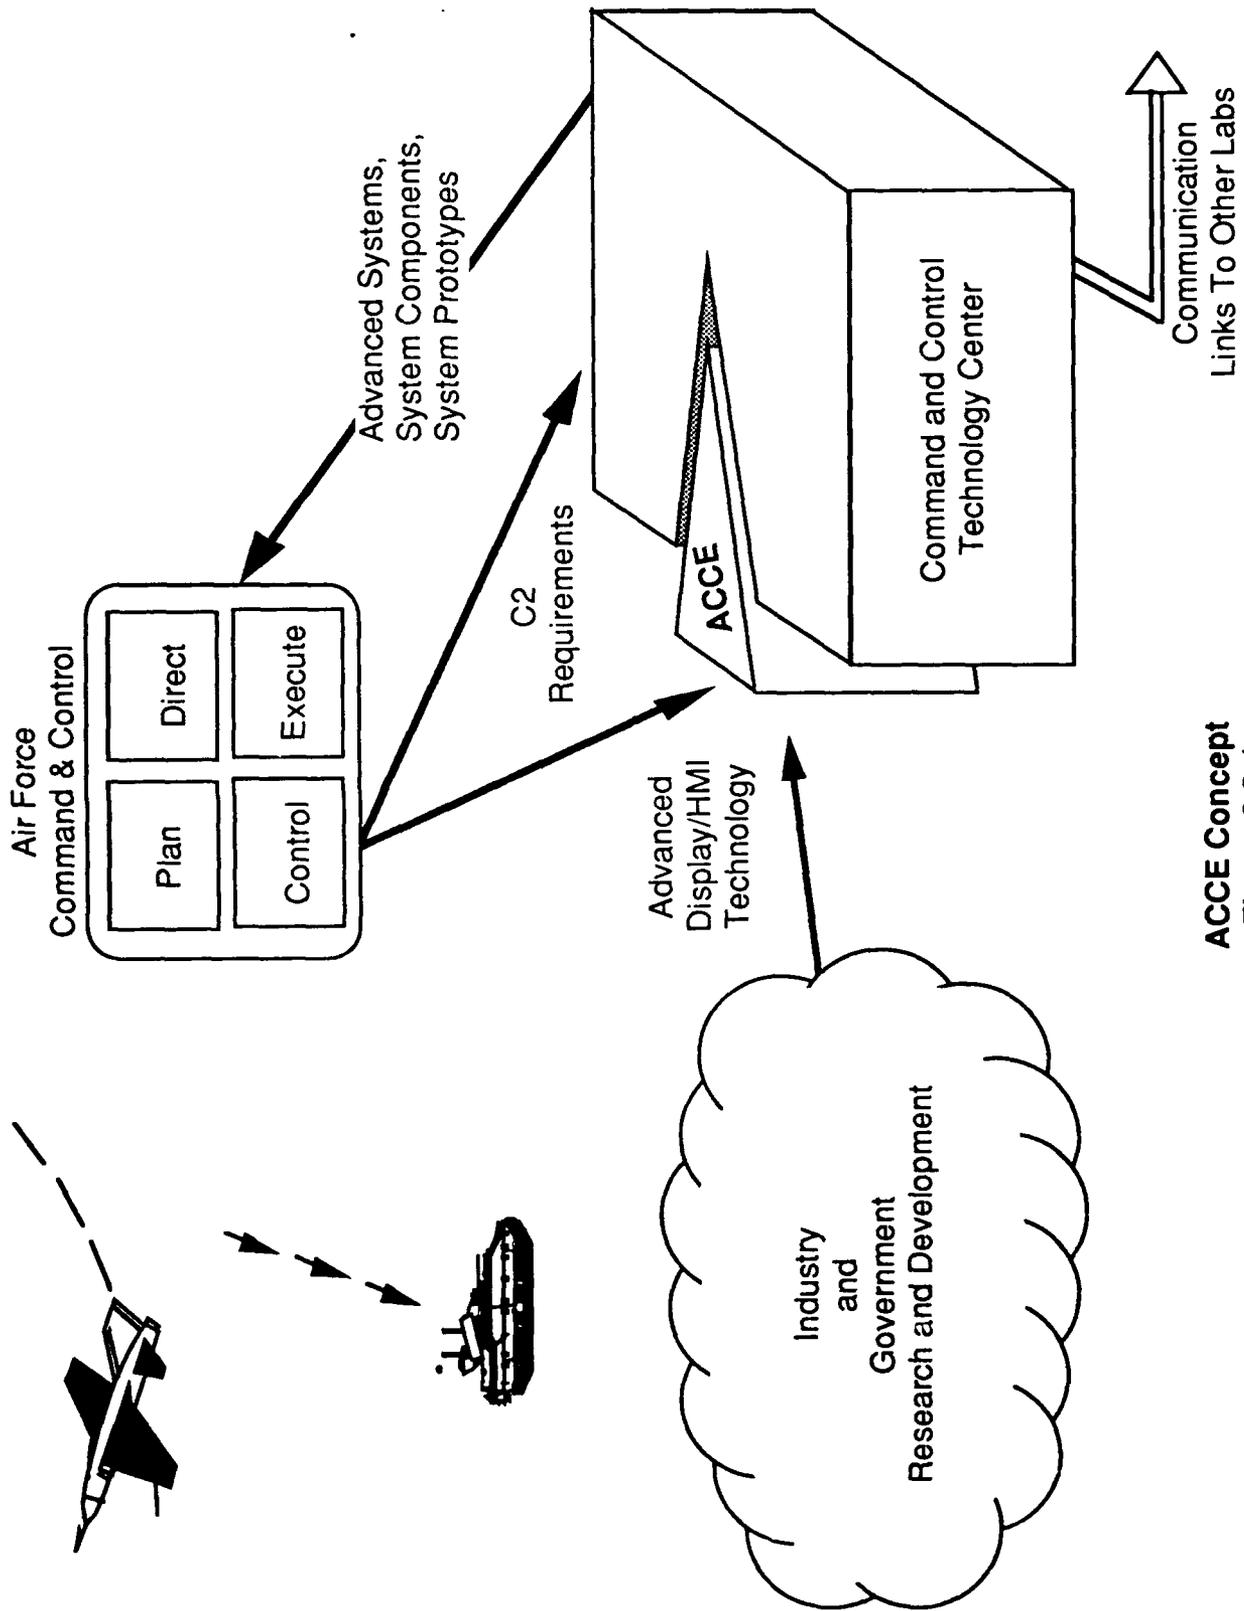 Air Force
Command & Control
Plan
Direct
Control
Execute
Advanced Systems,
System Components,
System Prototypes
C2
Requirements
Advanced
Display/HMI
Technology
ACCE
Industry
and
Government
Research and Development
Command and Control
Technology Center
Communication
Links To Other Labs
ACCE Concept